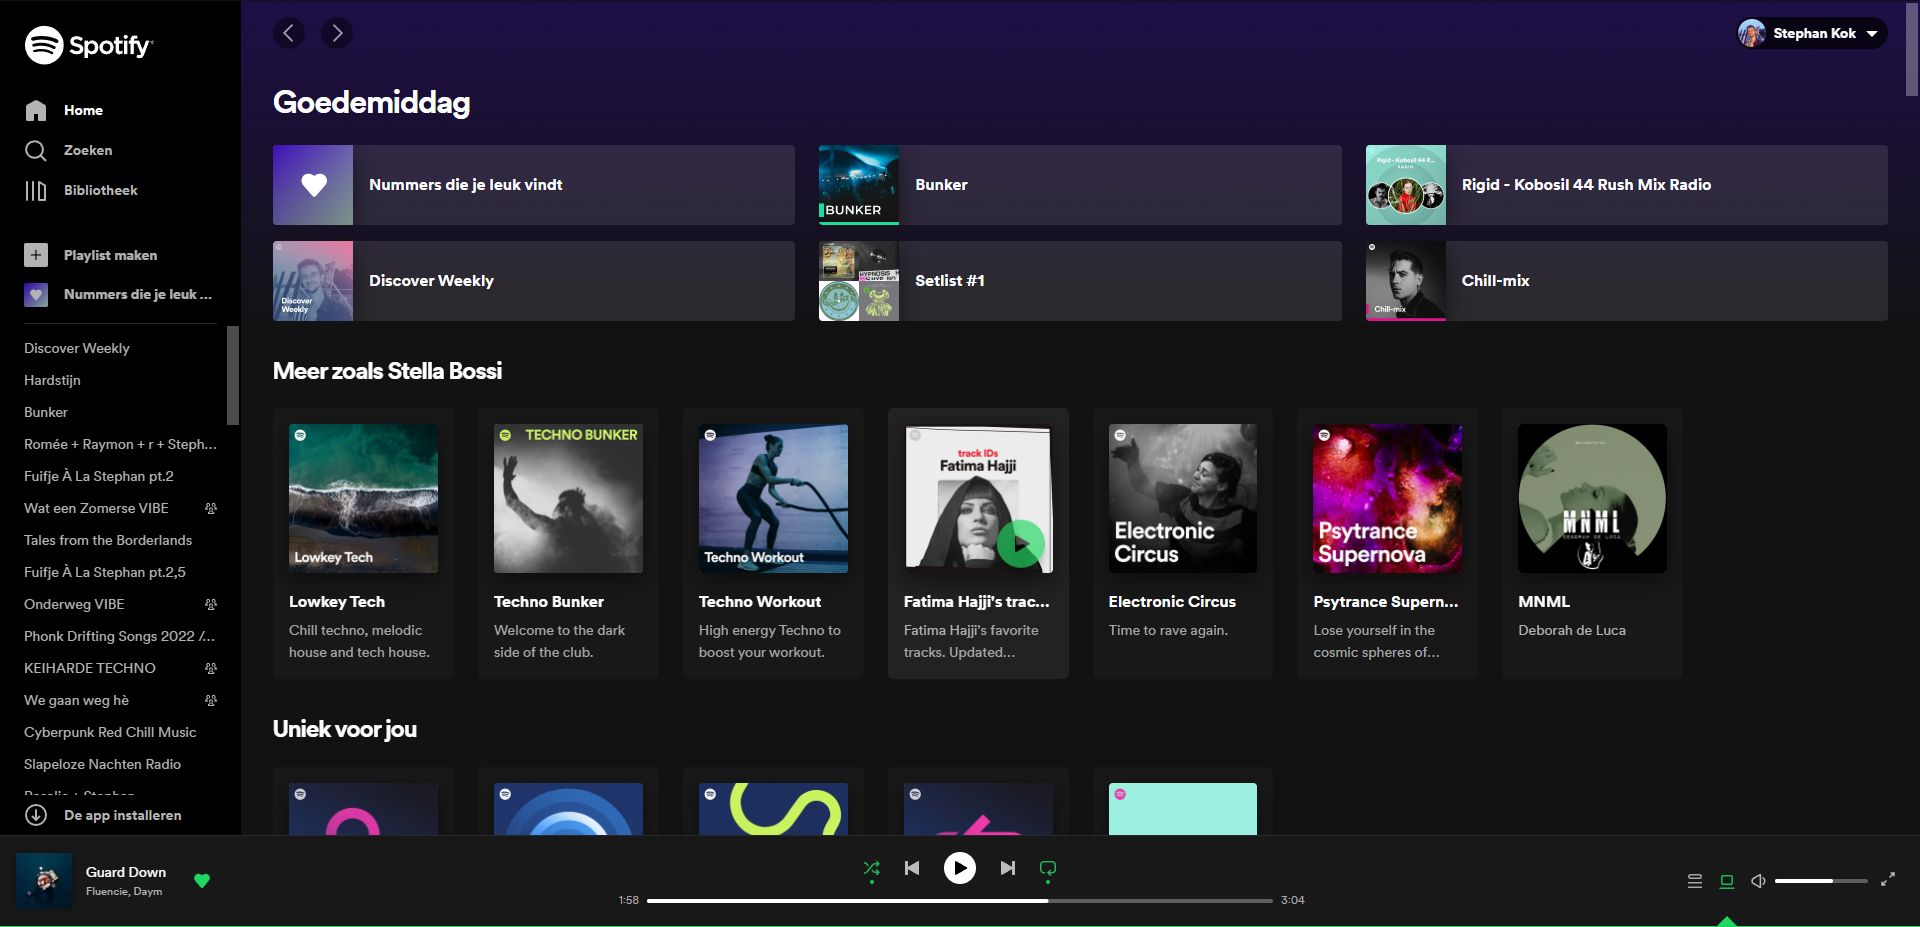 Spotify
Home
Zoeken
Bibliotheek
Playlist maken
Nummers die je leuk ...
Discover Weekly
Hardstijn
Bunker
Romée + Raymon + r + Steph...
Fuifje À La Stephan pt.2
Wat een Zomerse VIBE
Tales from the Borderlands
Fuifje À La Stephan pt.2,5
Onderweg VIBE
Phonk Drifting Songs 2022 /...
KEIHARDE TECHNO
We gaan weg hè
Cyberpunk Red Chill Music
Slapeloze Nachten Radio
De app installeren
Stephan Kok
Goedemiddag
Nummers die je leuk vindt
BUNKER
Bunker
Rigid - Kobosil 44 R...
RADIO
Rigid - Kobosil 44 Rush Mix Radio
Discover
Weekly
Discover Weekly
HYPNOSIS
Setlist #1
Chill-mix
Chill-mix
Meer zoals Stella Bossi
Lowkey Tech
Lowkey Tech
Chill techno, melodic
house and tech house.
TECHNO BUNKER
Techno Bunker
Welcome to the dark
side of the club.
Techno Workout
Techno Workout
High energy Techno to
boost your workout.
track IDs
Fatima Hajji
Fatima Hajji's trac...
Fatima Hajji's favorite
tracks. Updated...
Electronic
Circus
Electronic Circus
Time to rave again.
Psytrance
Supernova
Psytrance Supern...
Lose yourself in the
cosmic spheres of...
MNML
DEBORAH DE LUCA
MNML
Deborah de Luca
Uniek voor jou
Guard Down
Fluencie, Daym
1:58
3:04